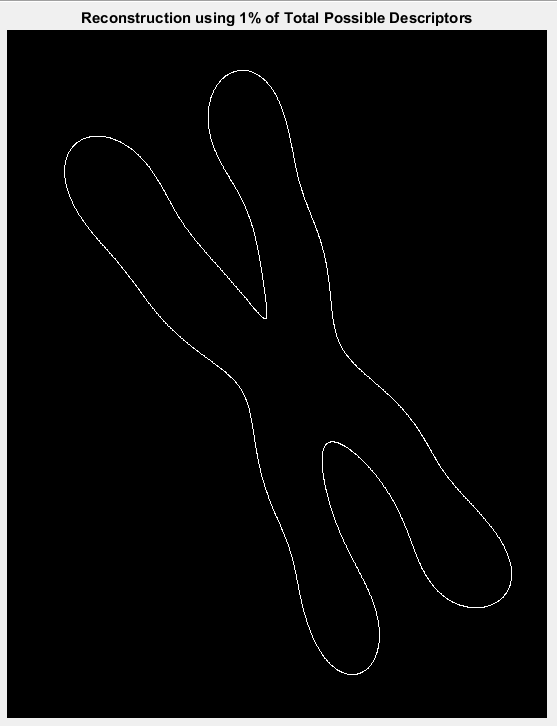 Reconstruction using 1% of Total Possible Descriptors